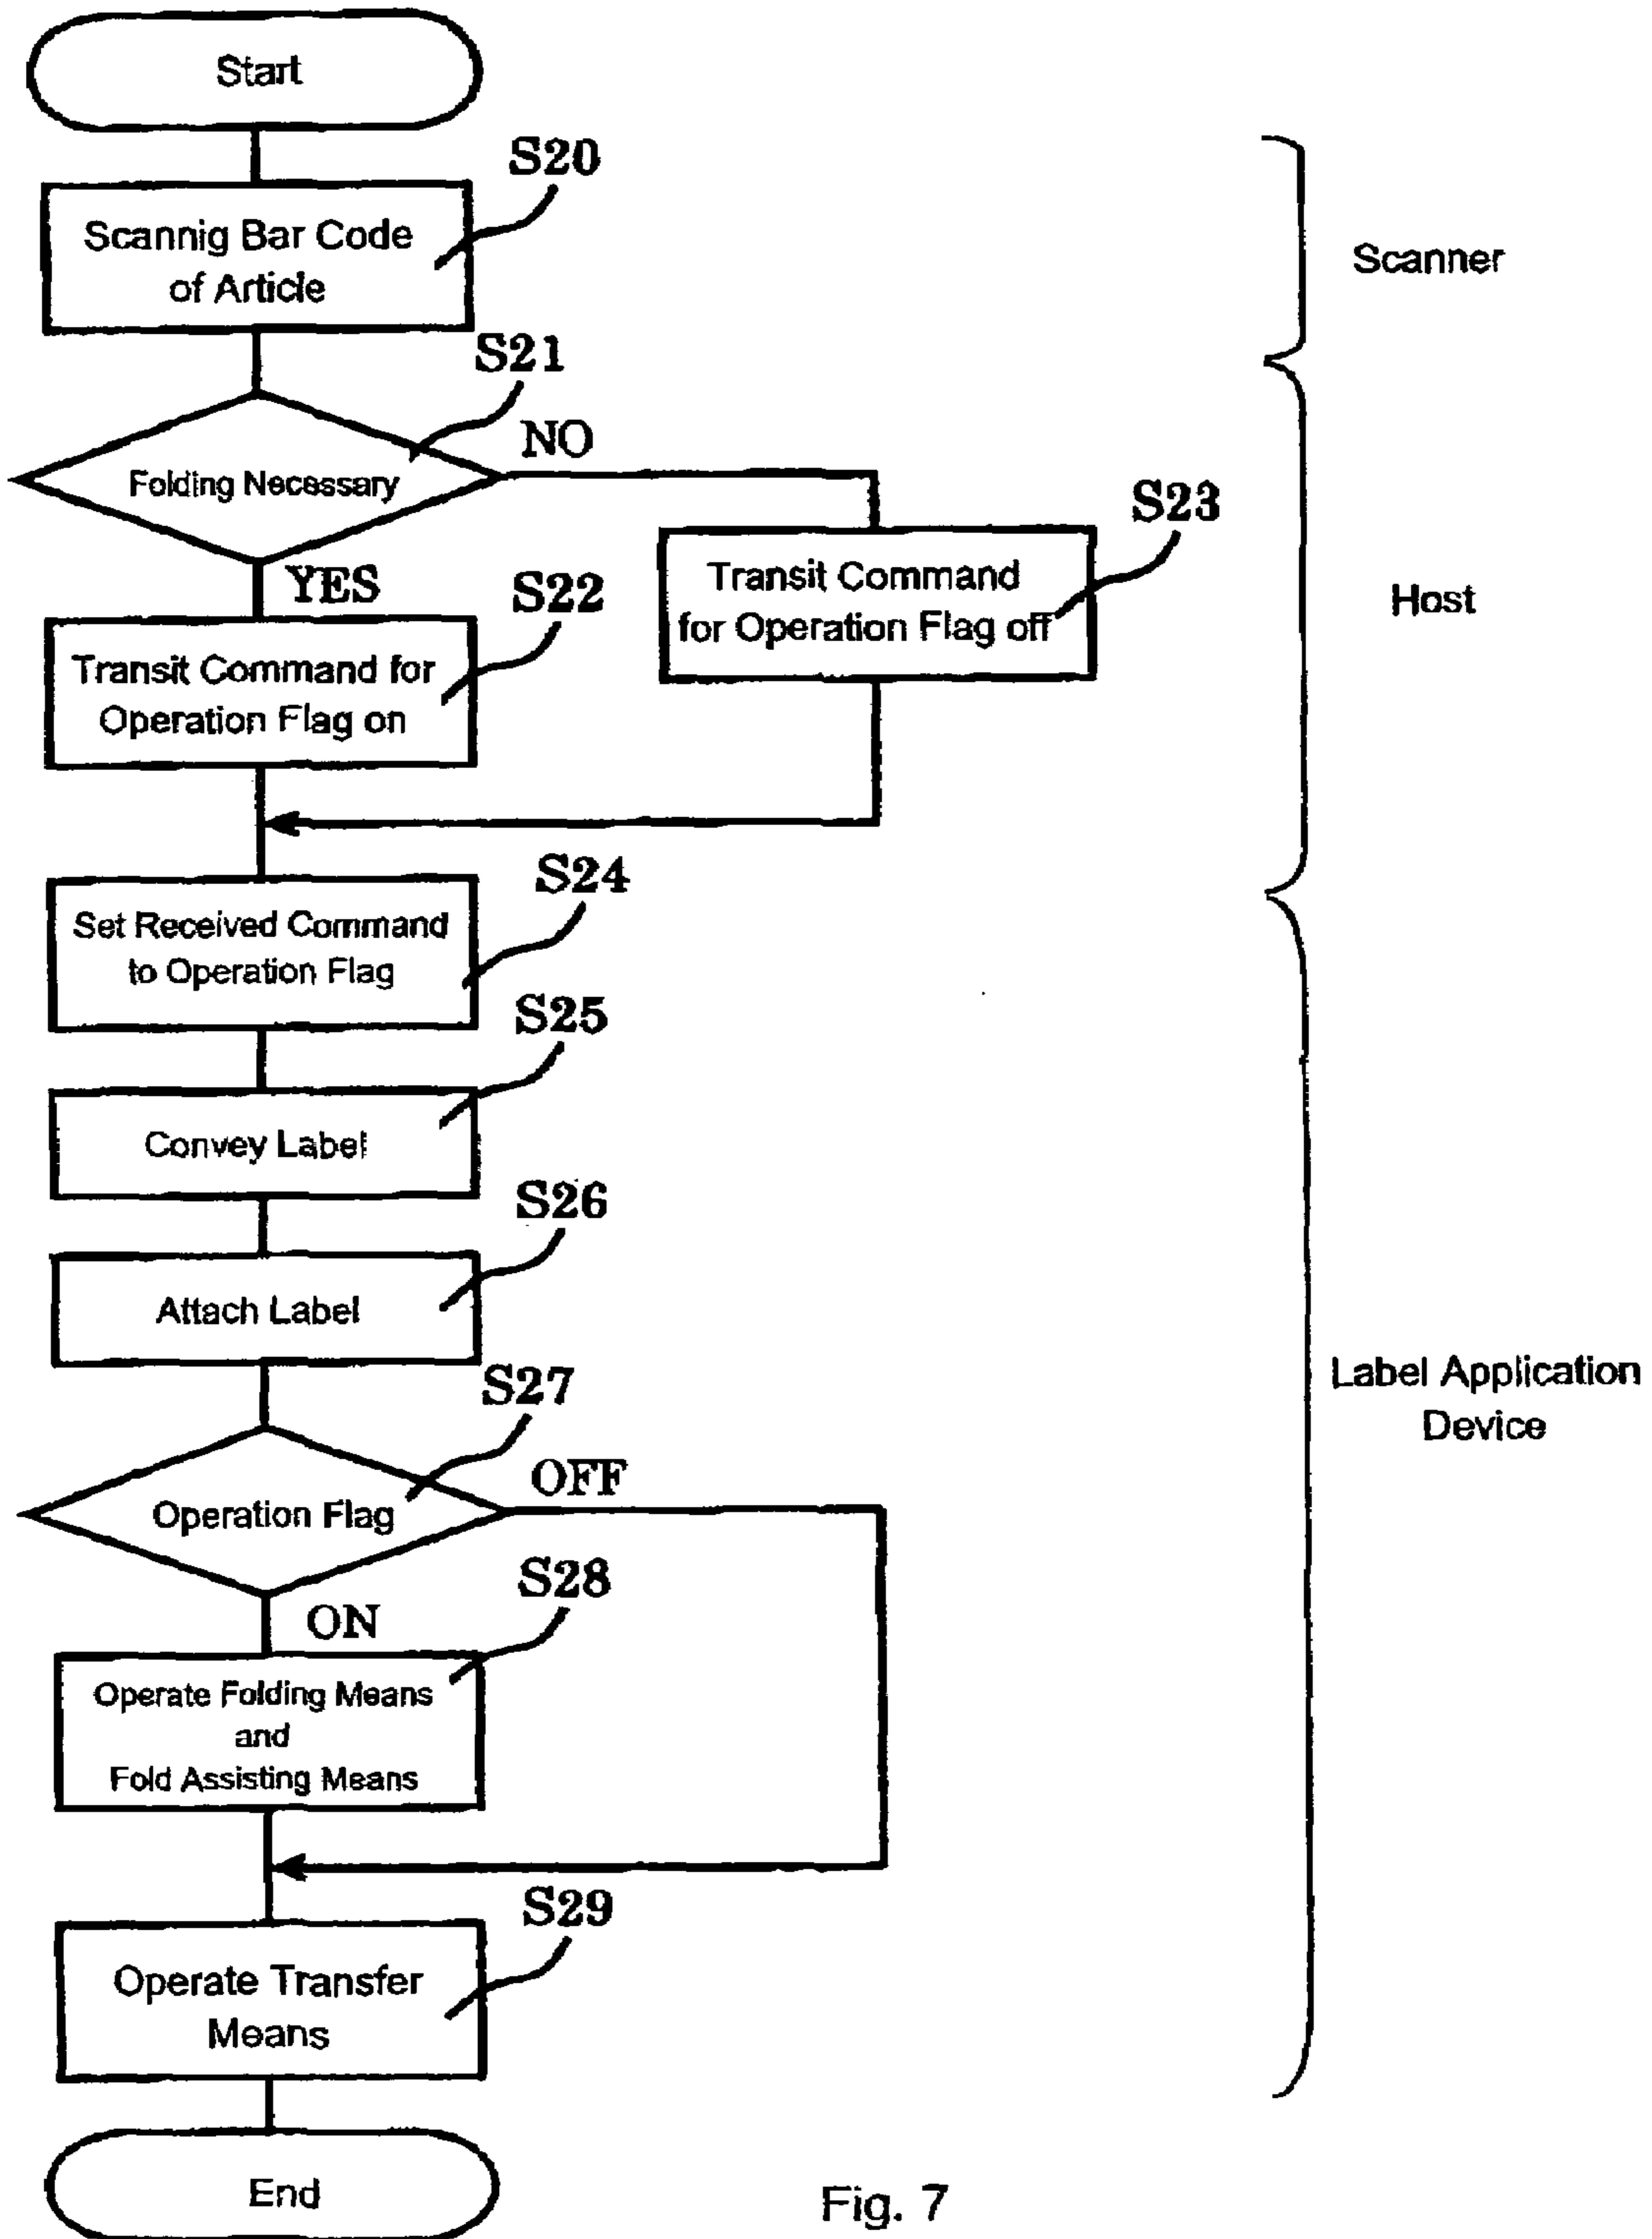 Start
S20
Scannig Bar Code
of Article
Scanner
S21
NO
Folding Necessary
YES
S22
S23
Transit Command
for Operation Flag off
Host
Transit Command for
Operation Flag on
S24
Set Received Command
to Operation Flag
S25
Convey Label
S26
Attach Label
Label Application
Device
S27
OFF
Operation Flag
ON
S28
Operate Folding Means
and
Fold Assisting Means
S29
Operate Transfer
Means
End
Fig. 7